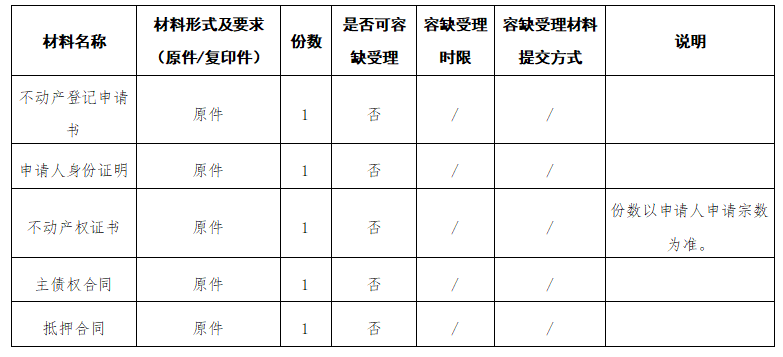 材料名称 材料形式及要求（原件/复印件） 份数 是否可容缺受理 容缺受理时限 容缺受理材料提交方式 说明
不动产登记申请书 原件 1 否 / /
申请人身份证明 原件 1 否 / /
不动产权证书 原件 1 否 / / 份数以申请人申请宗数为准。
主债权合同 原件 1 否 / /
抵押合同 原件 1 否 / /